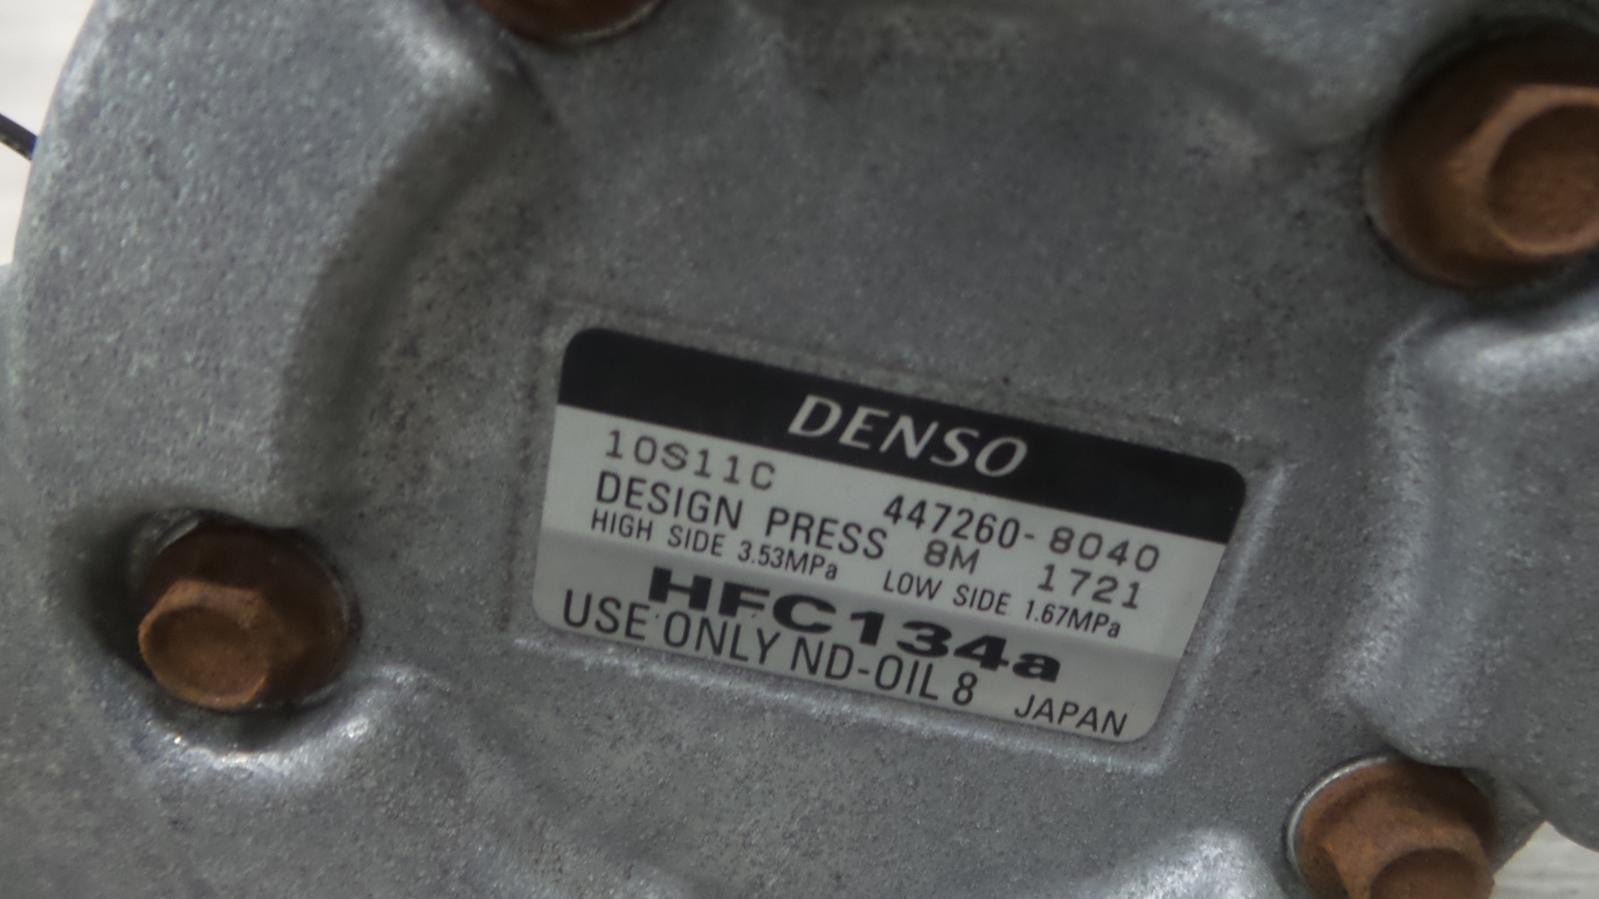 DENSO
10S11C 447260-8040
DESIGN PRESS 8M 1721
HIGH SIDE 3.53MPa LOW SIDE 1.67MPa
HFC134a
USE ONLY ND-OIL 8 JAPAN